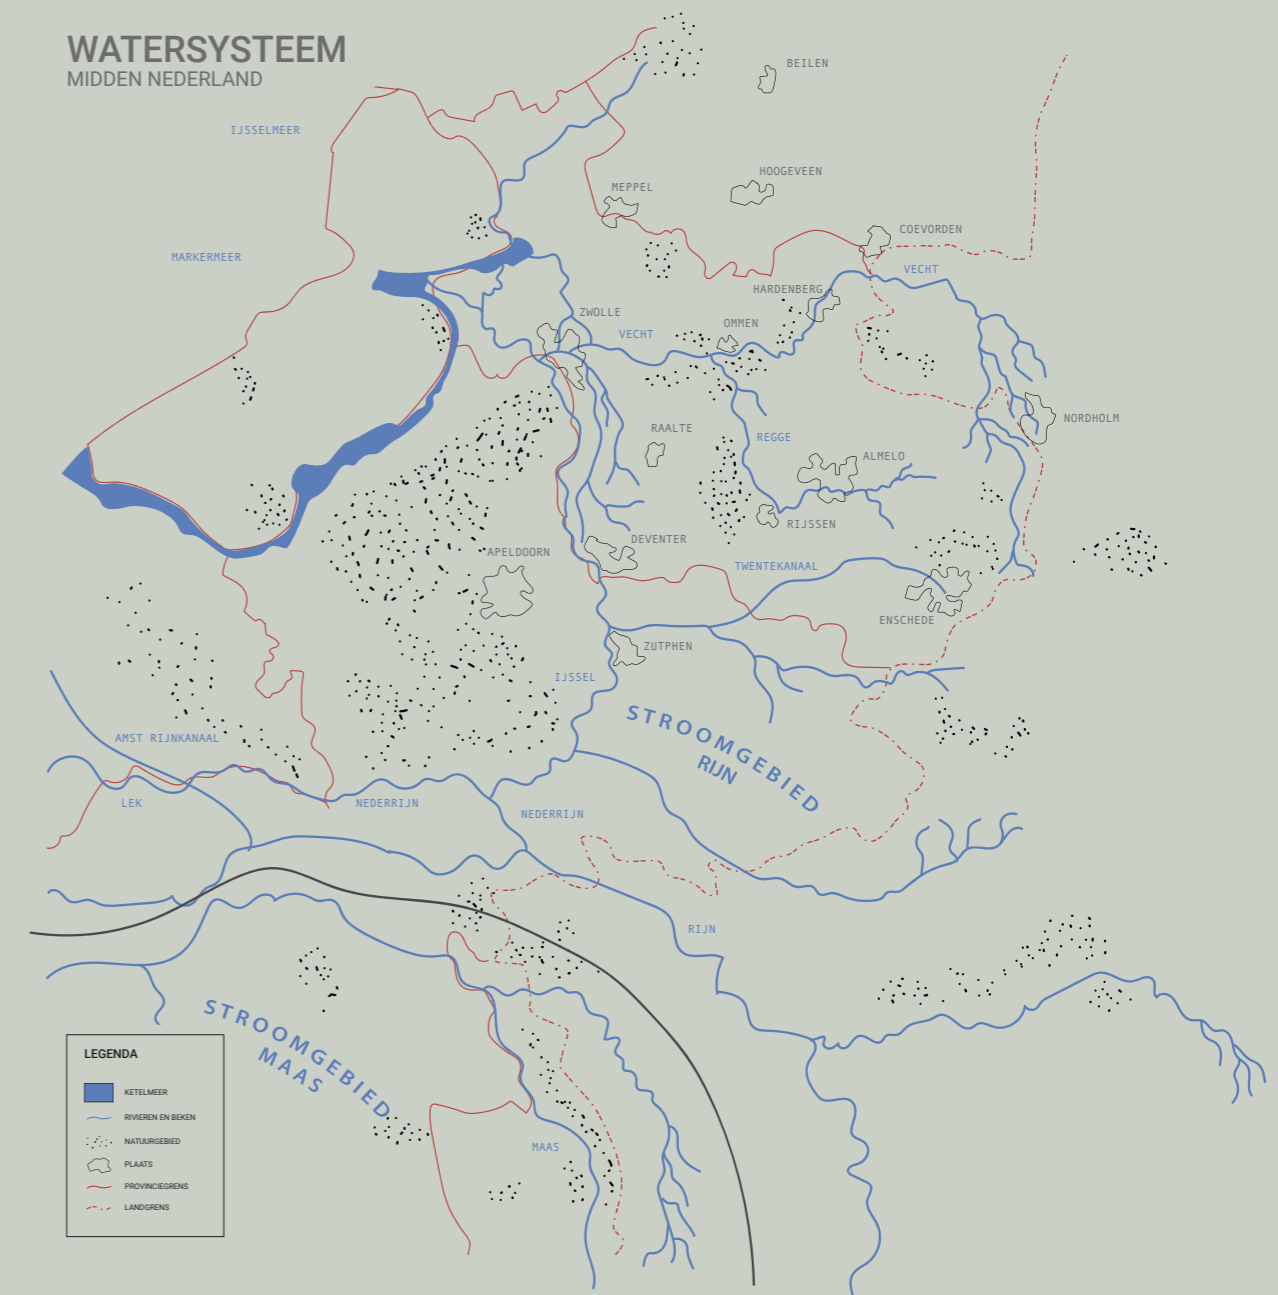 WATERSYSTEEM
MIDDEN NEDERLAND
BEILEN
IJSSELMEER
HOOGEVEEN
MEPPEL
COEVORDEN
MARKERMEER
VECHT
HARDENBERG
ZWOLLE
OMMEN
VECHT
NORDHOLM
RAALTE
REGGE
ALMELO
RIJSSEN
DEVENTER
APELDOORN
TWENTEKANAAL
ENSCHEDE
ZUTPHEN
IJSSEL
STROOMGEBIED
RIJN
AMST RIJNKANAAL
LEK
NEDERRIJN
NEDERRIJN
RIJN
STROOMGEBIED
MAAS
MAAS
LEGENDA
KETELMEER
RIVIEREN EN BEKEN
NATUURGEBIED
PLAATS
PROVINCIEGRENS
LANDGRENS